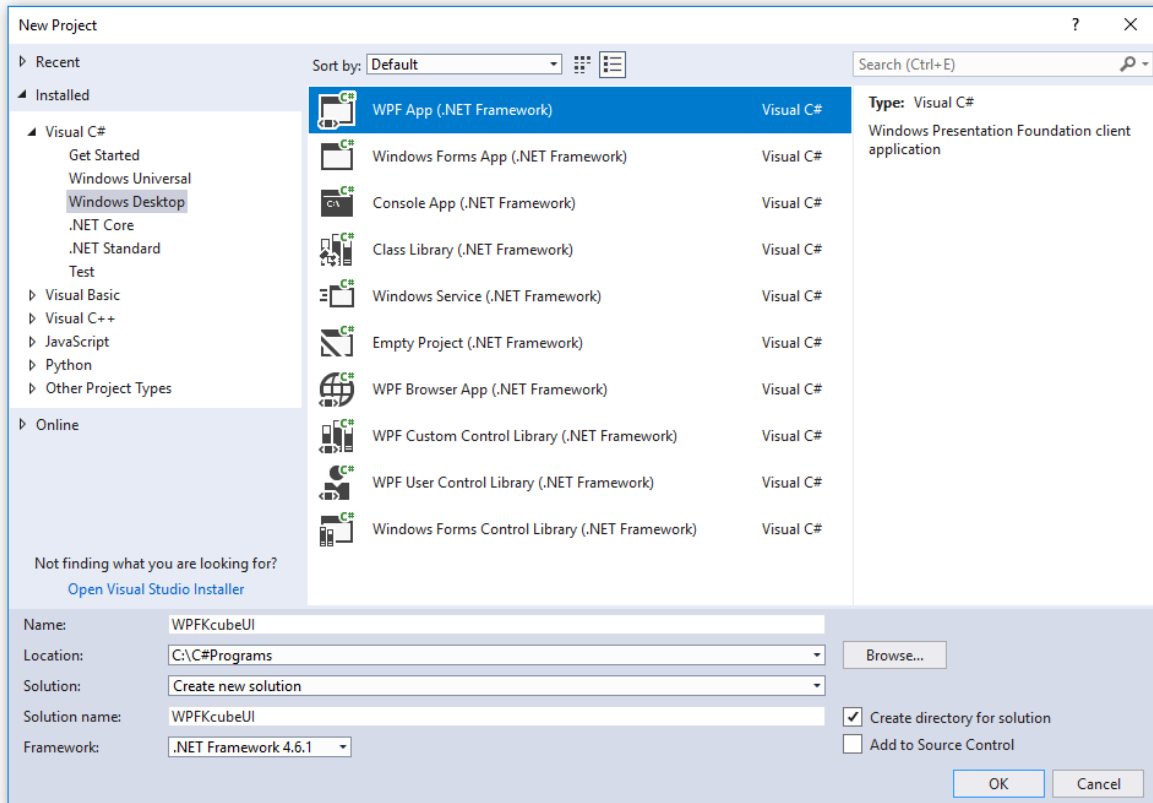 New Project
?
Recent
Installed
Visual C#
Get Started
Windows Universal
Windows Desktop
.NET Core
.NET Standard
Test
Visual Basic
Visual C++
JavaScript
Python
Other Project Types
Online
Not finding what you are looking for?
Open Visual Studio Installer
Sort by: Default
C# WPF App (.NET Framework) Visual C#
C# Windows Forms App (.NET Framework) Visual C#
C# C:\ Console App (.NET Framework) Visual C#
C# Class Library (.NET Framework) Visual C#
C# Windows Service (.NET Framework) Visual C#
C# Empty Project (.NET Framework) Visual C#
C# WPF Browser App (.NET Framework) Visual C#
C# WPF Custom Control Library (.NET Framework) Visual C#
C# WPF User Control Library (.NET Framework) Visual C#
C# Windows Forms Control Library (.NET Framework) Visual C#
Search (Ctrl+E)
Type: Visual C#
Windows Presentation Foundation client
application
Name: WPFKcubeUI
Location: C:\C#Programs Browse...
Solution: Create new solution
Solution name: WPFKcubeUI Create directory for solution
Framework: .NET Framework 4.6.1 Add to Source Control
OK Cancel